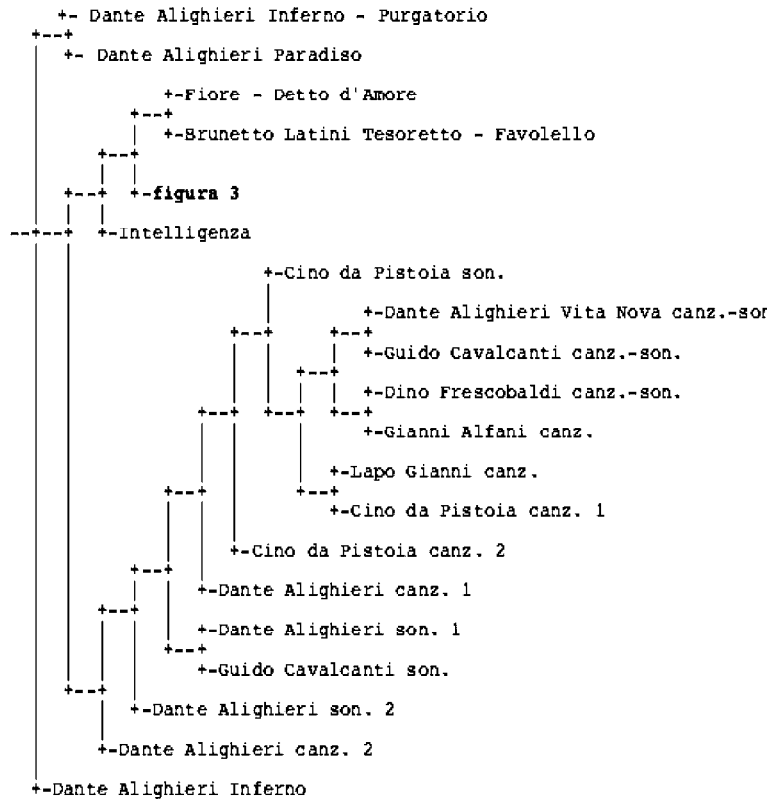 Dante Alighieri Inferno - Purgatorio
Dante Alighieri Paradiso
Fiore - Detto d'Amore
Brunetto Latini Tesoretto - Favolello
figura 3
Intelligenza
Cino da Pistoia son.
Dante Alighieri Vita Nova canz.-son
Guido Cavalcanti canz.-son.
Dino Frescobaldi canz.-son.
Gianni Alfani canz.
Lapo Gianni canz.
Cino da Pistoia canz. 1
Cino da Pistoia canz. 2
Dante Alighieri canz. 1
Dante Alighieri son. 1
Guido Cavalcanti son.
Dante Alighieri son. 2
Dante Alighieri canz. 2
Dante Alighieri Inferno